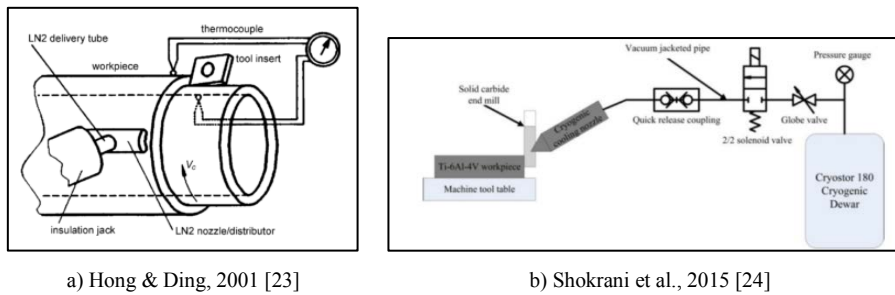 thermocouple
LN2 delivery tube
tool insert
workpiece
Vc
insulation jack
LN2 nozzle/distributor
Vacuum jacketed pipe
Pressure gauge
Solid carbide
end mill
Cryogenic
cooling nozzle
Quick release coupling
Globe valve
2/2 solenoid valve
Ti-6Al-4V workpiece
Machine tool table
Cryostor 180
Cryogenic
Dewar
a) Hong & Ding, 2001 [23]
b) Shokrani et al., 2015 [24]